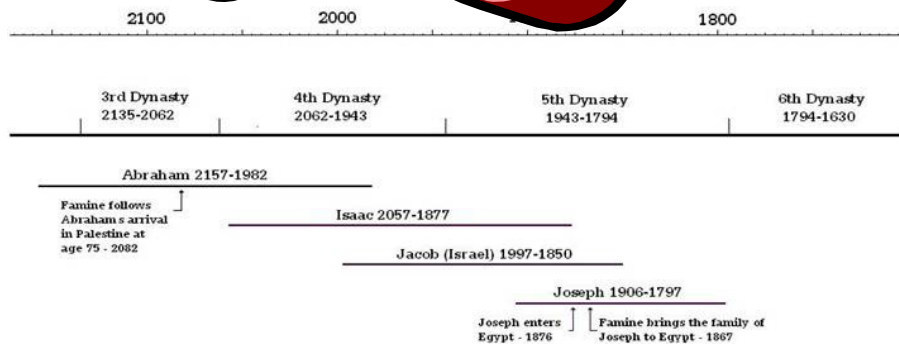 2100 2000 1800
3rd Dynasty 4th Dynasty 5th Dynasty 6th Dynasty
2135-2062 2062-1943 1943-1794 1794-1630
Abraham 2157-1982
Famine follows
Abrahams arrival
in Palestine at
age 75 - 2082
Isaac 2057-1877
Jacob (Israel) 1997-1850
Joseph 1906-1797
Joseph enters
Egypt - 1876
Famine brings the family of
Joseph to Egypt - 1867